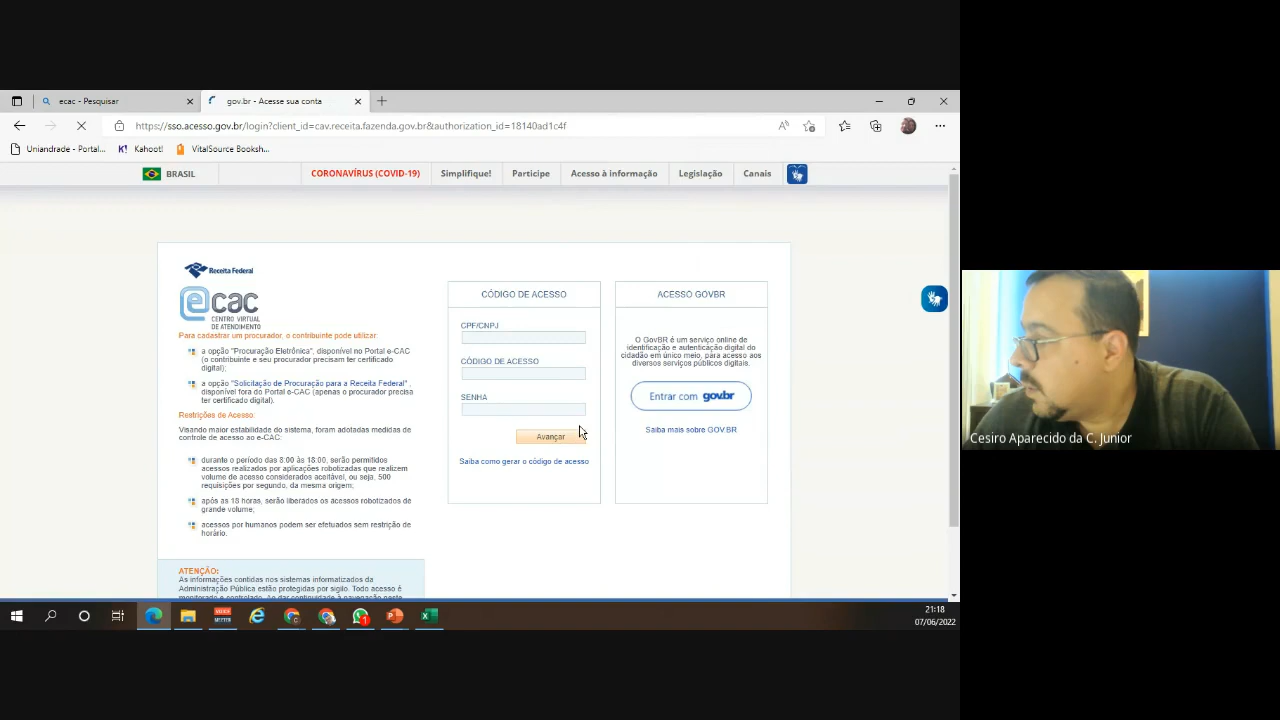 ecac - Pesquisar
gov.br - Acesse sua conta
https://sso.acesso.gov.br/login?client_id=cav.receita.fazenda.gov.br&authorization_id=18140ad1c4f
Uniandrade - Portal...
Kahoot!
VitalSource Booksh...
BRASIL
CORONAVÍRUS (COVID-19)
Simplifique!
Participe
Acesso à informação
Legislação
Canais
Receita Federal
ecac
CENTRO VIRTUAL
DE ATENDIMENTO
Para cadastrar um procurador, o contribuinte pode utilizar:
a opção "Procuração Eletrônica", disponível no Portal e-CAC
(o contribuinte e seu procurador precisam ter certificado
digital);
a opção "Solicitação de Procuração para a Receita Federal" ,
disponível fora do Portal e-CAC (apenas o procurador precisa
ter certificado digital).
Restrições de Acesso:
Visando maior estabilidade do sistema, foram adotadas medidas de
controle de acesso ao e-CAC:
durante o período das 8:00 às 18:00, serão permitidos
acessos realizados por aplicações robotizadas que realizem
volume de acesso considerados aceitável, ou seja, 500
requisições por segundo, da mesma origem;
após as 18 horas, serão liberados os acessos robotizados de
grande volume;
acessos por humanos podem ser efetuados sem restrição de
horário.
ATENÇÃO:
As informações contidas nos sistemas informatizados da
Administração Pública estão protegidas por sigilo. Todo acesso é
monitorado e controlado. Ao dar continuidade à navegação neste
CÓDIGO DE ACESSO
CPF/CNPJ
CÓDIGO DE ACESSO
SENHA
Avançar
Saiba como gerar o código de acesso
ACESSO GOVBR
O GovBR é um serviço online de
identificação e autenticação digital do
cidadão em único meio, para acesso aos
diversos serviços públicos digitais.
Entrar com gov.br
Saiba mais sobre GOV.BR
Cesiro Aparecido da C. Junior
21:18
07/06/2022